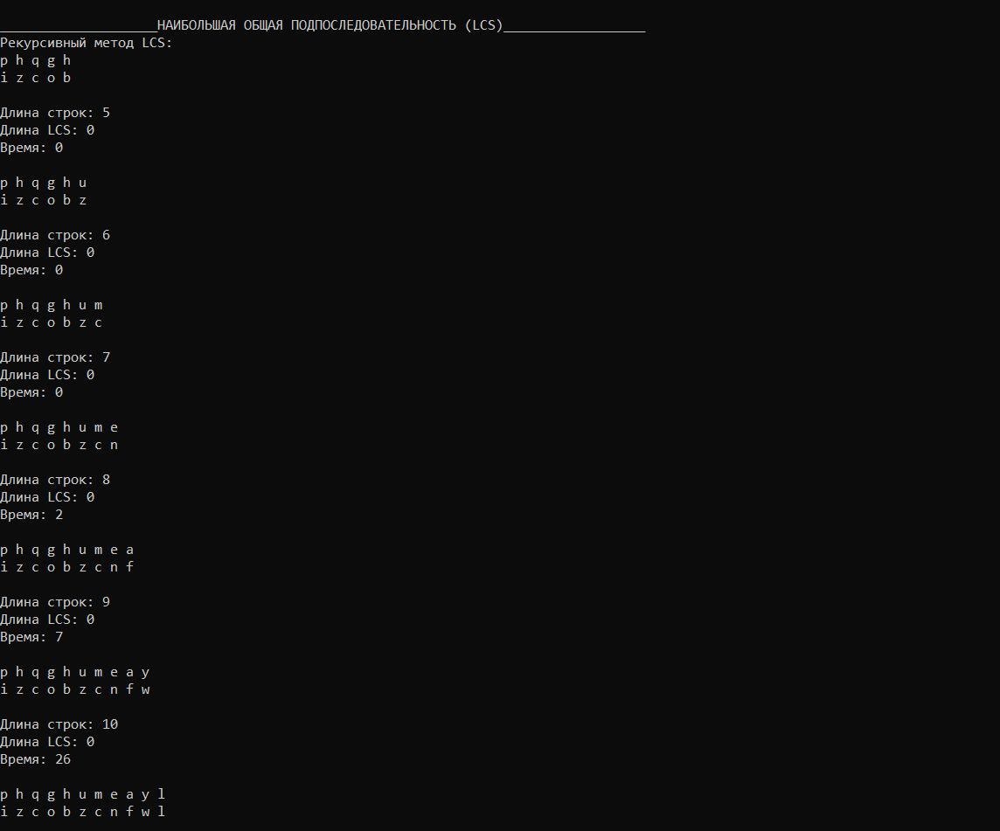 ____________________НАИБОЛЬШАЯ ОБЩАЯ ПОДПОСЛЕДОВАТЕЛЬНОСТЬ (LCS)__________________
Рекурсивный метод LCS:
p h q g h
i z c o b
Длина строк: 5
Длина LCS: 0
Время: 0
p h q g h u
i z c o b z
Длина строк: 6
Длина LCS: 0
Время: 0
p h q g h u m
i z c o b z c
Длина строк: 7
Длина LCS: 0
Время: 0
p h q g h u m e
i z c o b z c n
Длина строк: 8
Длина LCS: 0
Время: 2
p h q g h u m e a
i z c o b z c n f
Длина строк: 9
Длина LCS: 0
Время: 7
p h q g h u m e a y
i z c o b z c n f w
Длина строк: 10
Длина LCS: 0
Время: 26
p h q g h u m e a y l
i z c o b z c n f w l